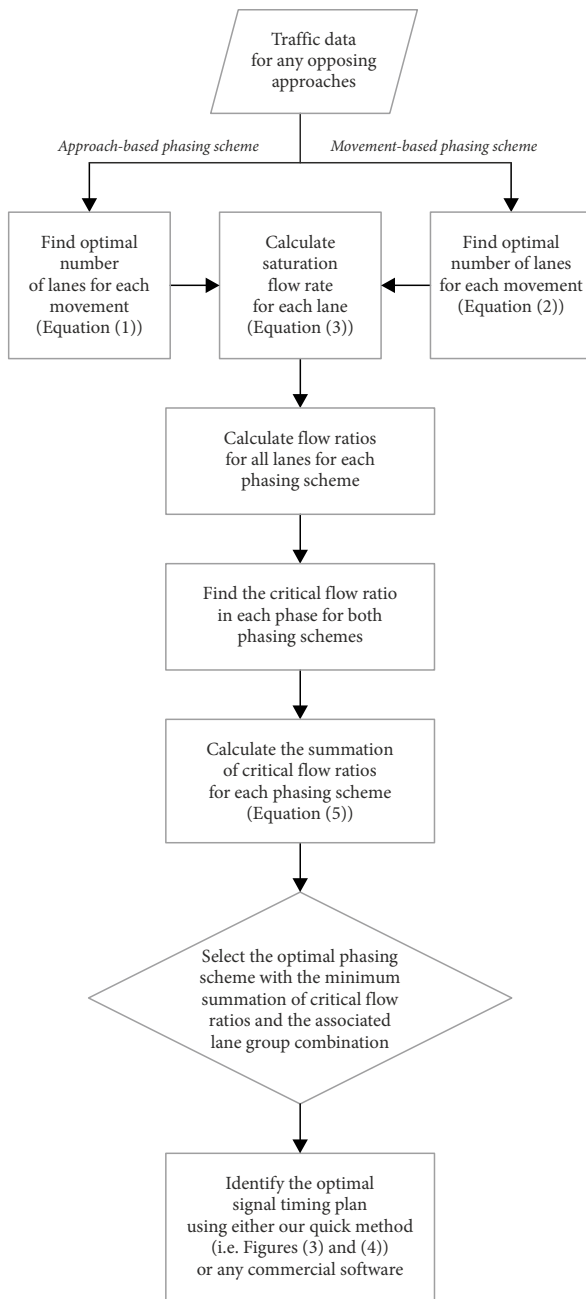 Traffic data
for any opposing
approaches
Approach-based phasing scheme
Movement-based phasing scheme
Find optimal
number
of lanes for each
movement
(Equation (1))
Calculate
saturation
flow rate
for each lane
(Equation (3))
Find optimal
number of lanes
for each movement
(Equation (2))
Calculate flow ratios
for all lanes for each
phasing scheme
Find the critical flow ratio
in each phase for both
phasing schemes
Calculate the summation
of critical flow ratios
for each phasing scheme
(Equation (5))
Select the optimal phasing
scheme with the minimum
summation of critical flow
ratios and the associated
lane group combination
Identify the optimal
signal timing plan
using either our quick method
(i.e. Figures (3) and (4))
or any commercial software